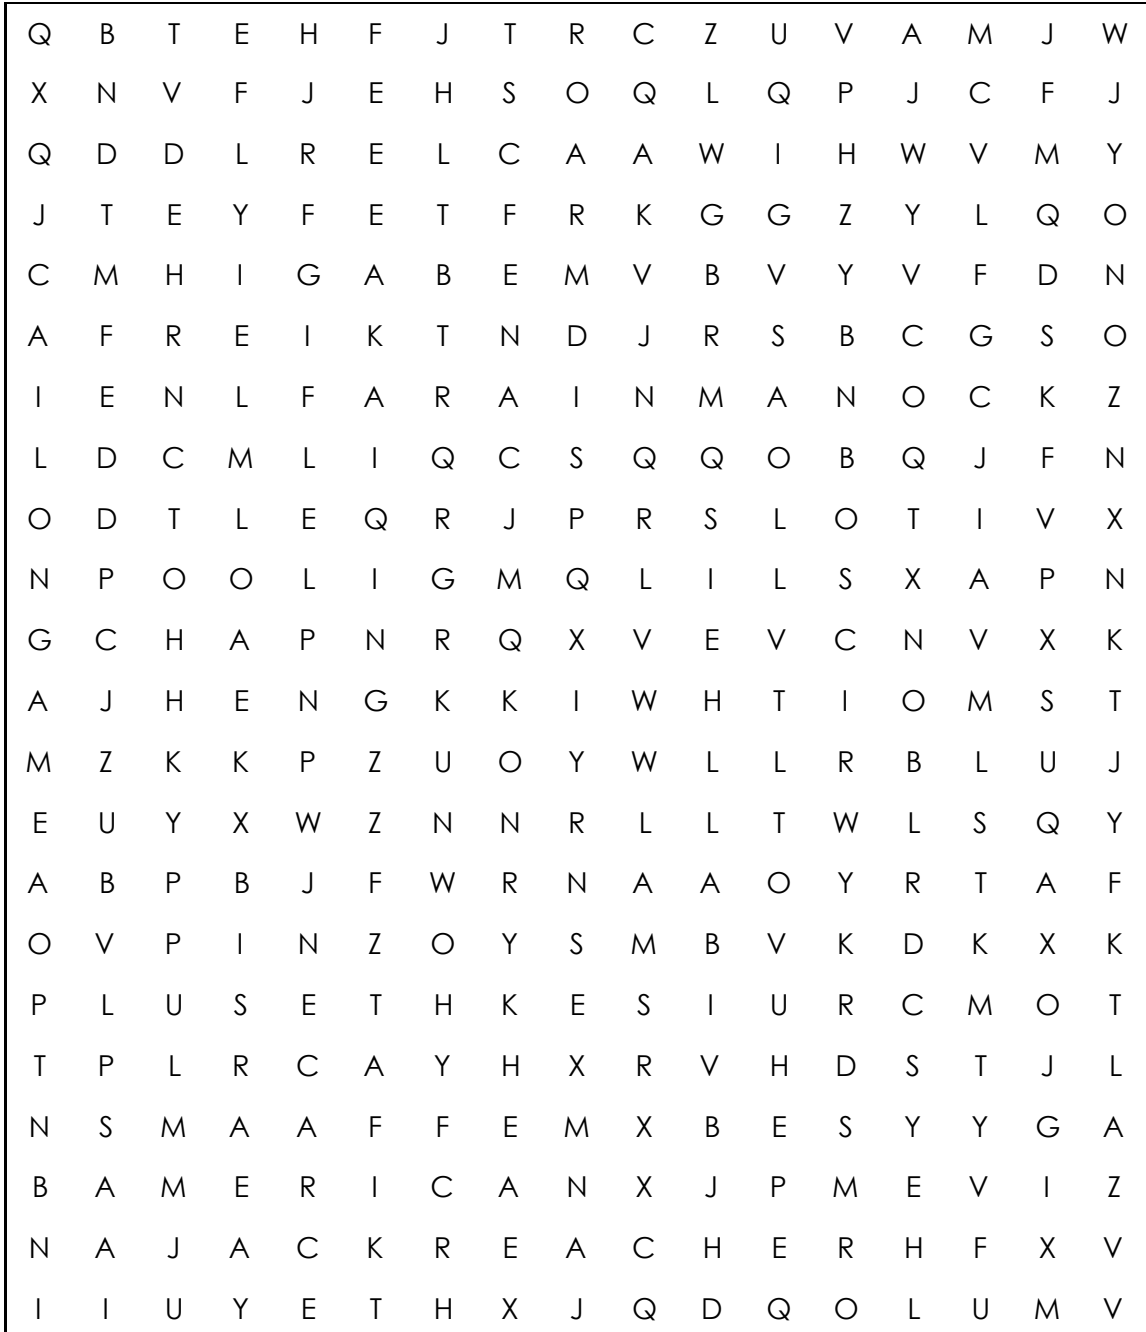 Q B T E H F J T R C Z U V A M J W
X N V F J E H S O Q L Q P J C F J
Q D D L R E L C A A W I H W V M Y
J T E Y F E T F R K G G Z Y L Q O
C M H I G A B E M V B V Y V F D N
A F R E I K T N D J R S B C G S O
I E N L F A R A I N M A N O C K Z
L D C M L I Q C S Q Q O B Q J F N
O D T L E Q R J P R S L O T I V X
N P O O L I G M Q L I L S X A P N
G C H A P N R Q X V E V C N V X K
A J H E N G K K I W H T I O M S T
M Z K K P Z U O Y W L L R B L U J
E U Y X W Z N N R L L T W L S Q Y
A B P B J F W R N A A O Y R T A F
O V P I N Z O Y S M B V K D K X K
P L U S E T H K E S I U R C M O T
T P L R C A Y H X R V H D S T J L
N S M A A F F E M X B E S Y Y G A
B A M E R I C A N X J P M E V I Z
N A J A C K R E A C H E R H F X V
I I U Y E T H X J Q D Q O L U M V